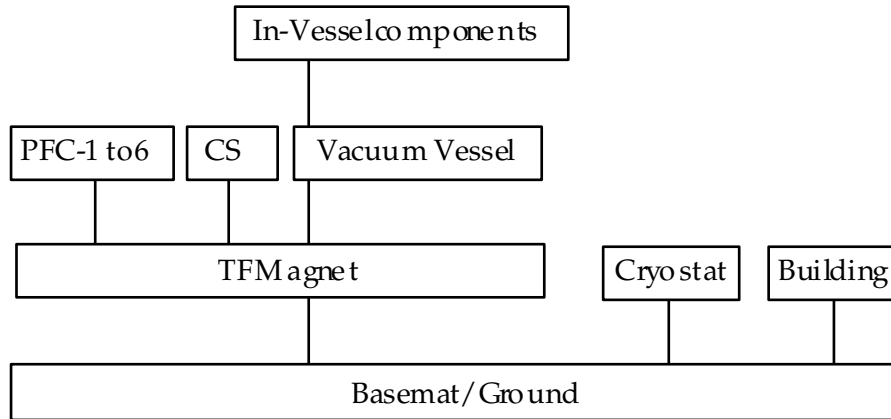 In-Vesselcomponents
PFC-1 to6
CS
Vacuum Vessel
TFMagnet
Cryostat
Building
Basemat/Ground